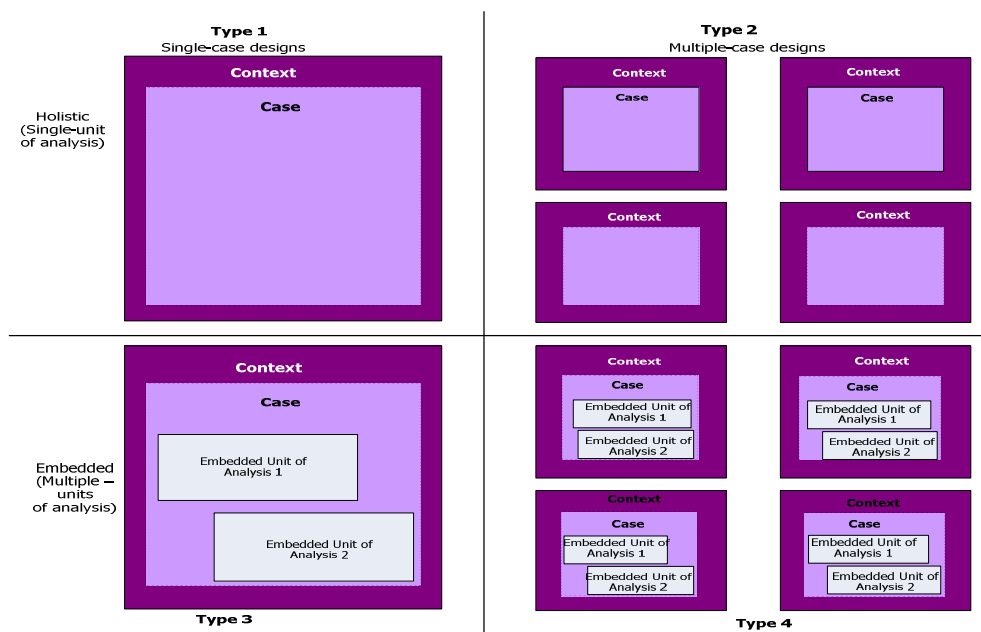 Type 1
Single-case designs
Type 2
Multiple-case designs
Holistic
(Single-unit
of analysis)
Context
Case
Context
Case
Context
Case
Context
Context
Embedded
(Multiple –
units
of analysis)
Context
Case
Embedded Unit of
Analysis 1
Embedded Unit of
Analysis 2
Context
Case
Embedded Unit of
Analysis 1
Embedded Unit of
Analysis 2
Context
Case
Embedded Unit of
Analysis 1
Embedded Unit of
Analysis 2
Context
Case
Embedded Unit of
Analysis 1
Embedded Unit of
Analysis 2
Context
Case
Embedded Unit of
Analysis 1
Embedded Unit of
Analysis 2
Type 3
Type 4